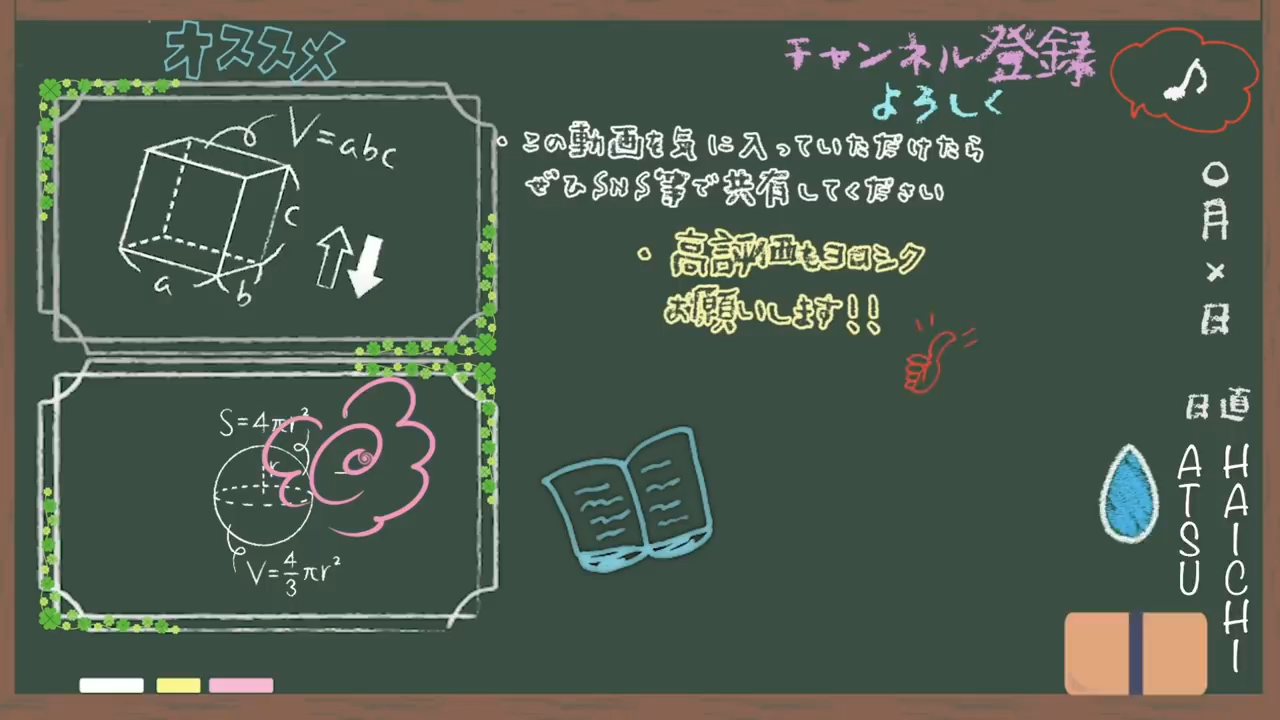 オススメ
V=abc
c
a
b
S=4πr²
r
V=4/3πr²
チャンネル登録
よろしく
・この動画を気に入っていただけたら
ぜひSNS等で共有してください
・高評価もヨロシク
お願いします!!
○月×日
日直
HAICHI
ATSU